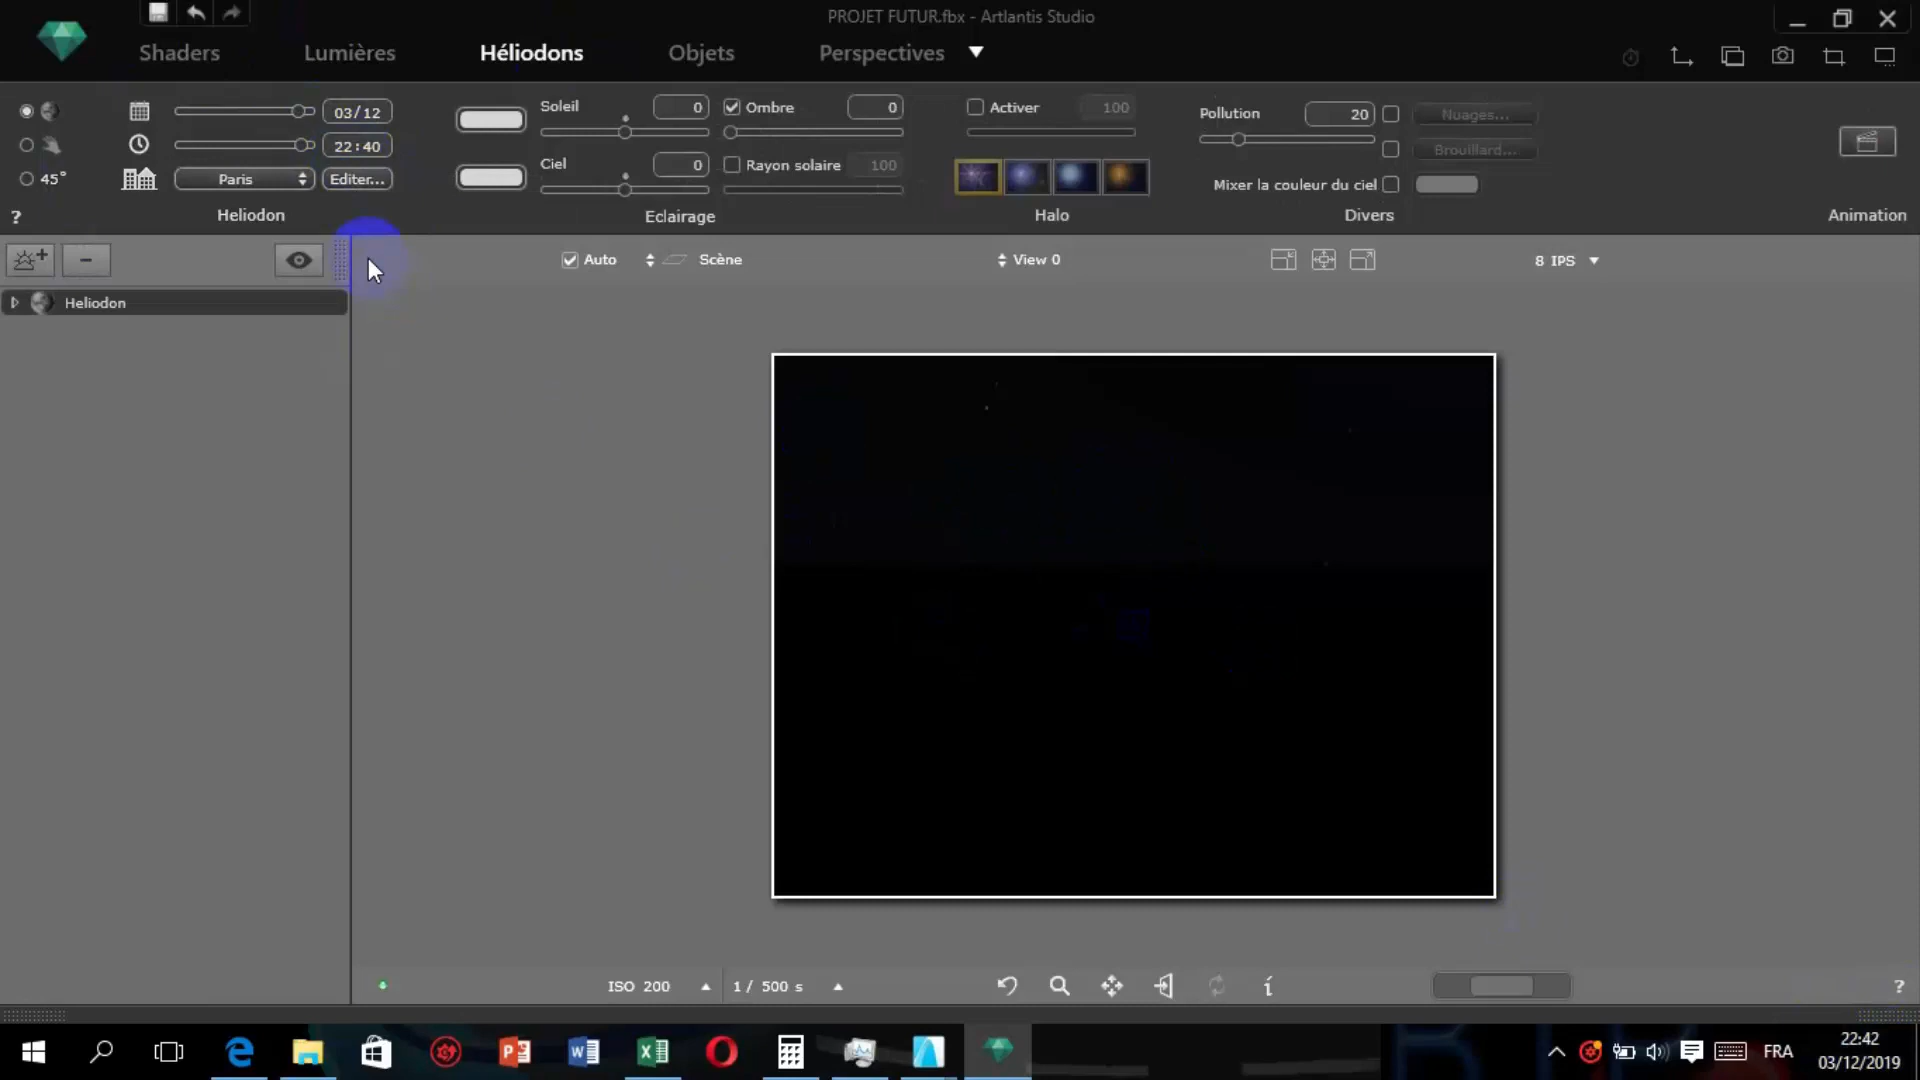 PROJET FUTUR.fbx - Artlantis Studio
Shaders Lumières Héliodons Objets Perspectives
03/12
22:40
45° Paris Editer...
? Heliodon
Soleil 0
Ombre 0
Ciel 0
Rayon solaire 100
Eclairage
Activer 100
Halo
Pollution 20
Nuages...
Brouillard...
Mixer la couleur du ciel
Divers
Animation
Auto Scène View 0 8 IPS
Heliodon
ISO 200 1 / 500 s ?
FRA
22:42
03/12/2019